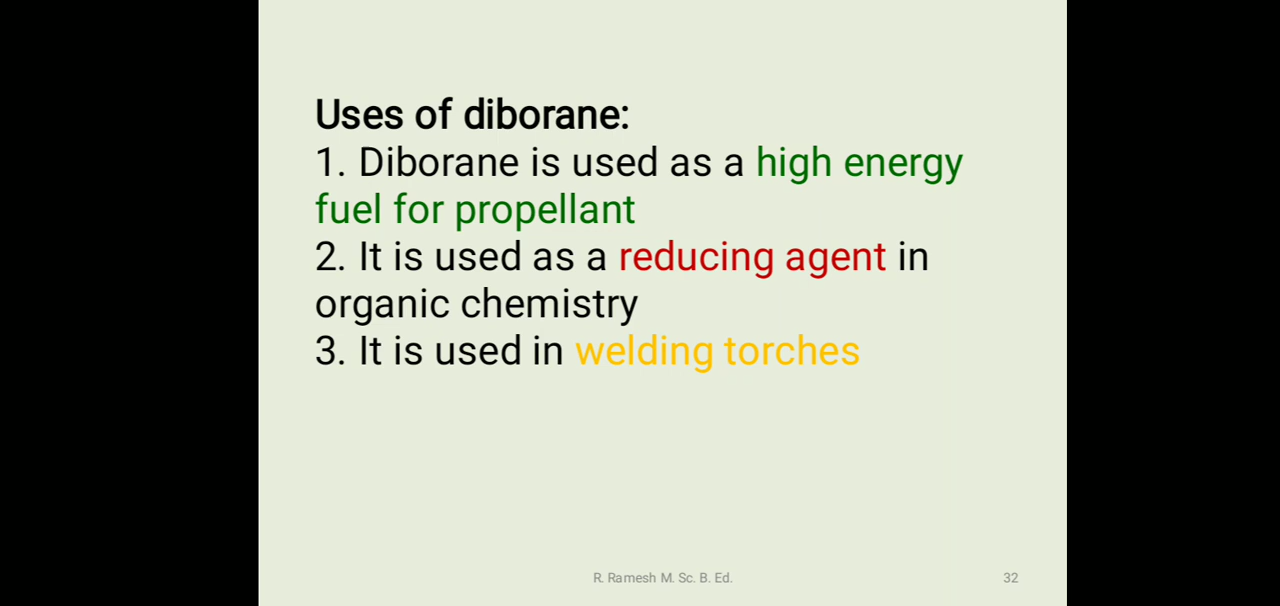 Uses of diborane:
1. Diborane is used as a high energy
fuel for propellant
2. It is used as a reducing agent in
organic chemistry
3. It is used in welding torches
R. Ramesh M. Sc. B. Ed.
32